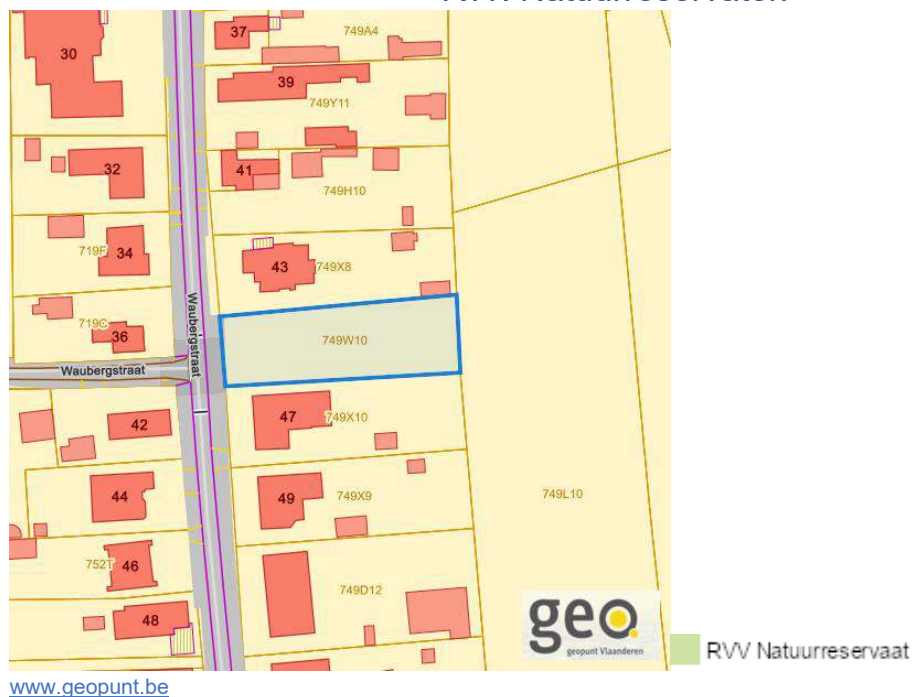 37
749A4
30
39
749Y11
32
41
749H10
719F
34
43
749X8
719C
36
Waubergstraat
749W10
Waubergstraat
42
47
749X10
44
49
749X9
749L10
752T
46
749D12
48
geo
geopunt Vlaanderen
RVV Natuurreservaat
www.geopunt.be